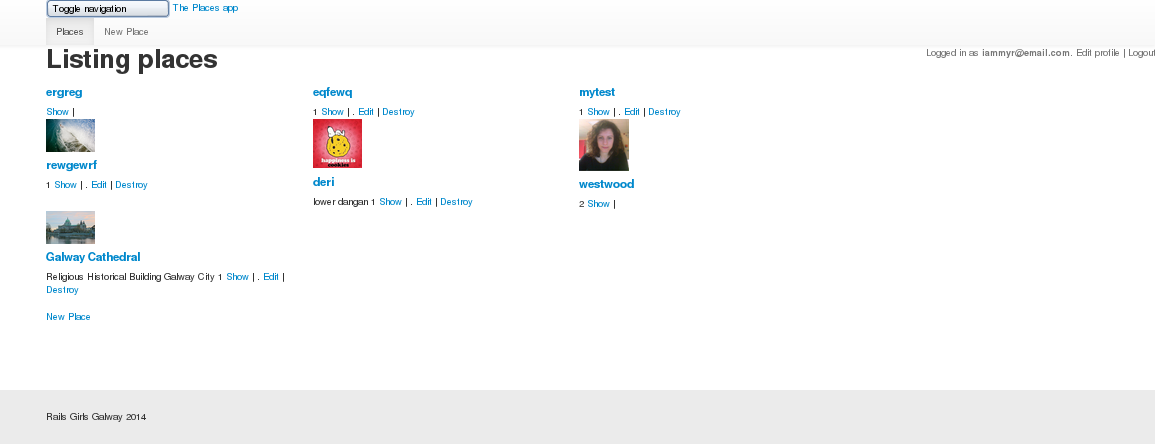 Toggle navigation The Places app
Places New Place
Logged in as iammyr@email.com. Edit profile | Logout
Listing places
ergreg
Show |
rewgewrf
1 Show | . Edit | Destroy
Galway Cathedral
Religious Historical Building Galway City 1 Show | . Edit |
Destroy
New Place
eqfewq
1 Show | . Edit | Destroy
happiness is
cookies
deri
lower dangan 1 Show | . Edit | Destroy
mytest
1 Show | . Edit | Destroy
westwood
2 Show |
Rails Girls Galway 2014